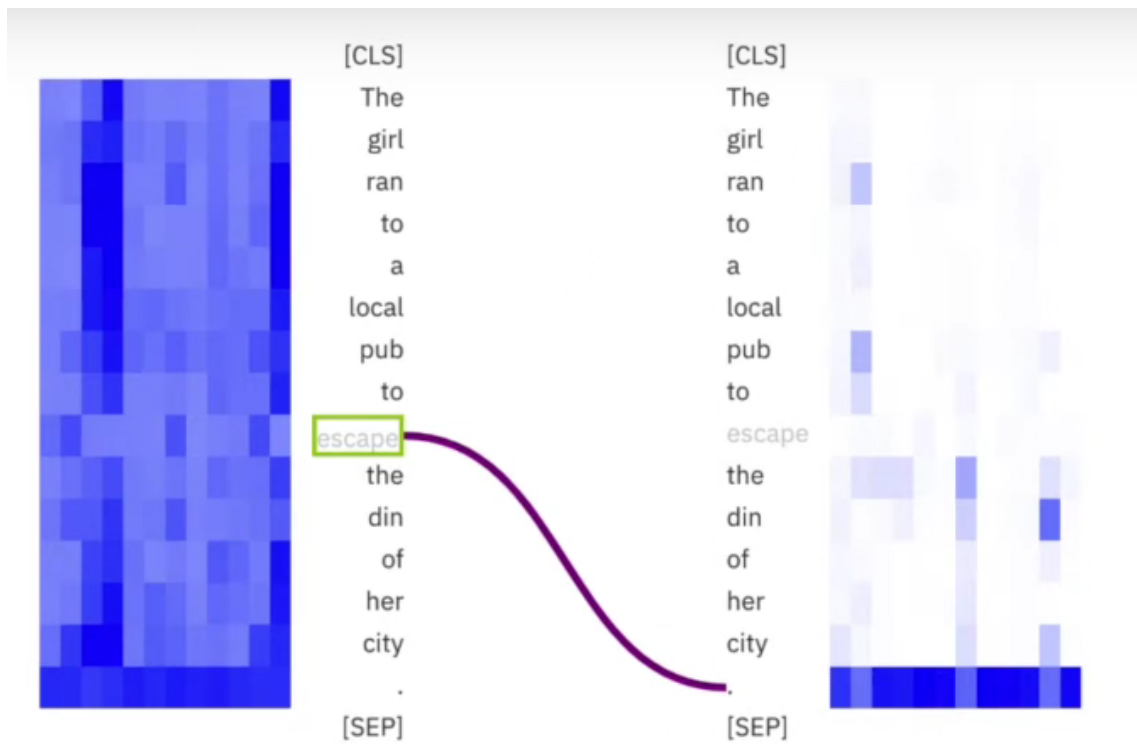 [CLS] [CLS]
The The
girl girl
ran ran
to to
a a
local local
pub pub
to to
escape escape
the the
din din
of of
her her
city city
. .
[SEP] [SEP]